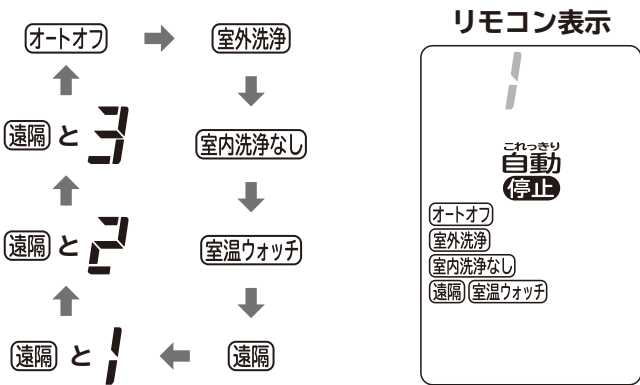 オートオフ
室外洗浄
室内洗浄なし
室温ウォッチ
遠隔
遠隔 と 1
遠隔 と 2
遠隔 と 3
リモコン表示
1
これっきり
自動
停止
オートオフ
室外洗浄
室内洗浄なし
遠隔 室温ウォッチ